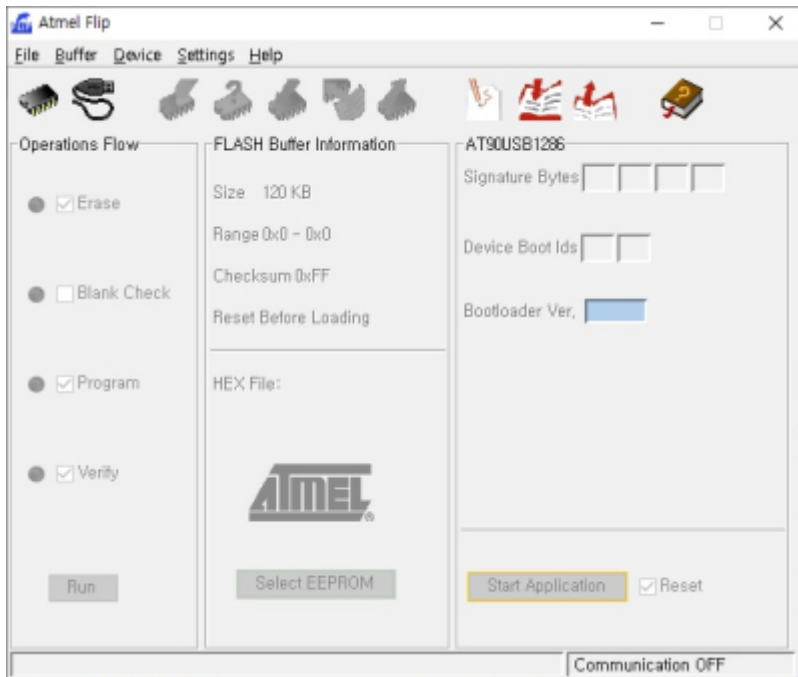 Atmel Flip
File Buffer Device Settings Help
Operations Flow
Erase
Blank Check
Program
Verify
Run
FLASH Buffer Information
Size 120 KB
Range 0x0 - 0x0
Checksum 0xFF
Reset Before Loading
HEX File:
ATMEL
Select EEPROM
AT90USB1286
Signature Bytes
Device Boot Ids
Bootloader Ver.
Start Application Reset
Communication OFF